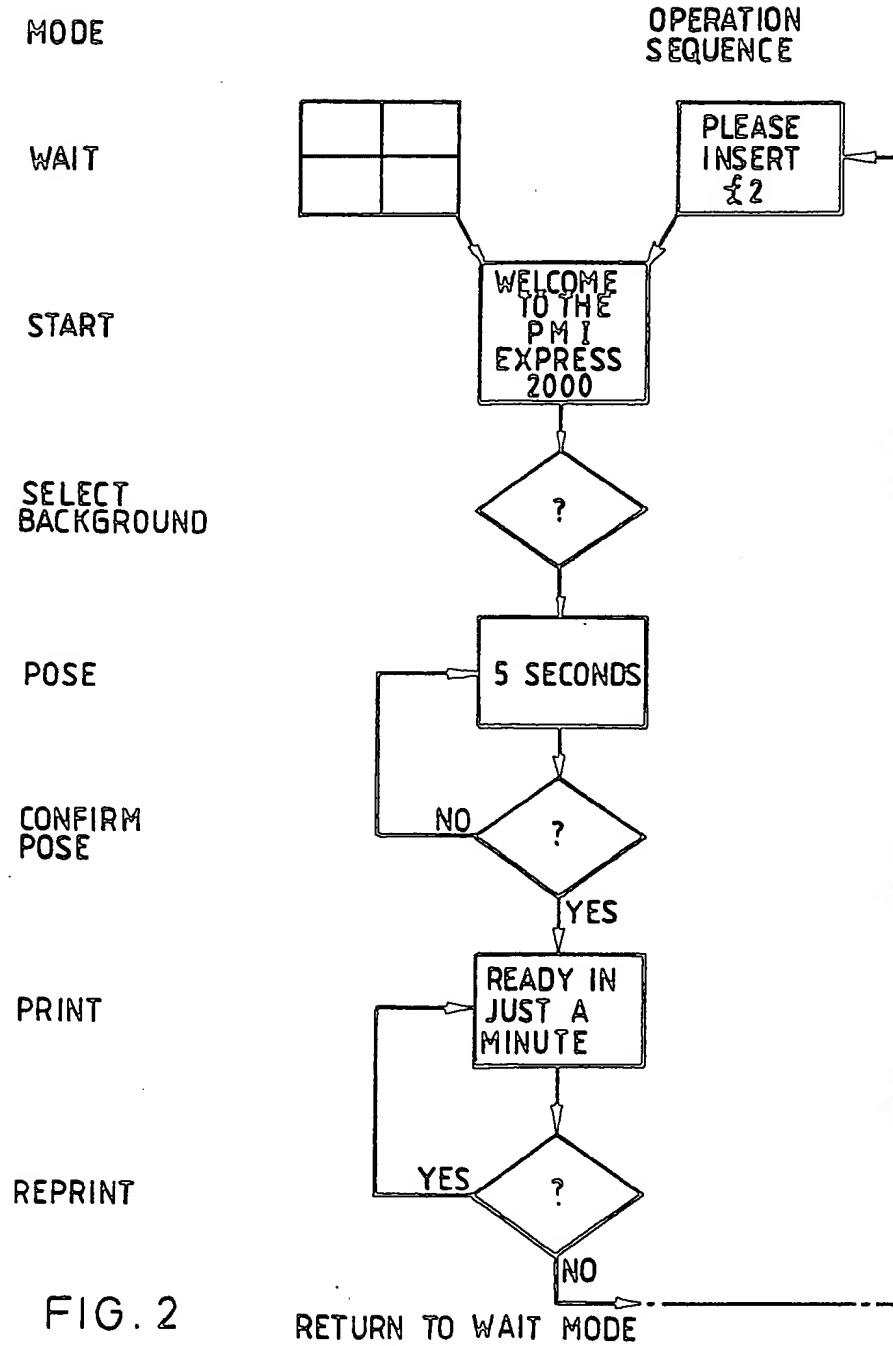 MODE
OPERATION
SEQUENCE
WAIT
PLEASE
INSERT
£2
START
WELCOME
TO THE
PMI
EXPRESS
2000
SELECT
BACKGROUND
?
POSE
5 SECONDS
CONFIRM
POSE
NO
?
YES
PRINT
READY IN
JUST A
MINUTE
REPRINT
YES
?
NO
FIG. 2
RETURN TO WAIT MODE